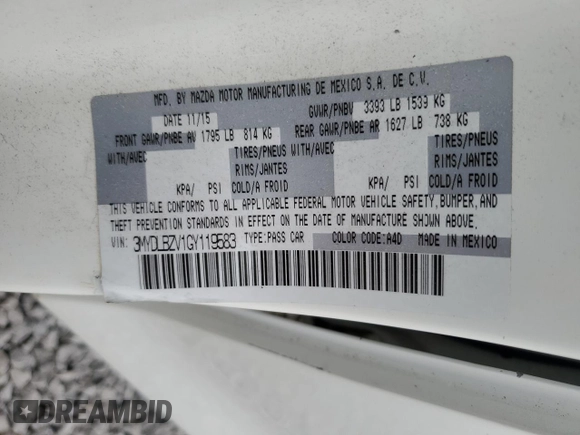 MFD. BY MAZDA MOTOR MANUFACTURING DE MEXICO S.A. DE C.V.
DATE 11/15 GVWR/PNBV 3393 LB 1539 KG
FRONT GAWR/PNBE AV 1795 LB 814 KG REAR GAWR/PNBE AR 1627 LB 738 KG
WITH/AVEC TIRES/PNEUS WITH/AVEC TIRES/PNEUS
RIMS/JANTES RIMS/JANTES
KPA/ PSI COLD/A FROID KPA/ PSI COLD/A FROID
THIS VEHICLE CONFORMS TO ALL APPLICABLE FEDERAL MOTOR VEHICLE SAFETY, BUMPER, AND
THEFT PREVENTION STANDARDS IN EFFECT ON THE DATE OF MANUFACTURE SHOWN ABOVE.
VIN: 3MYDLBZV1GY119583 TYPE:PASS CAR COLOR CODE:A4D MADE IN MEXICO
DREAMBID